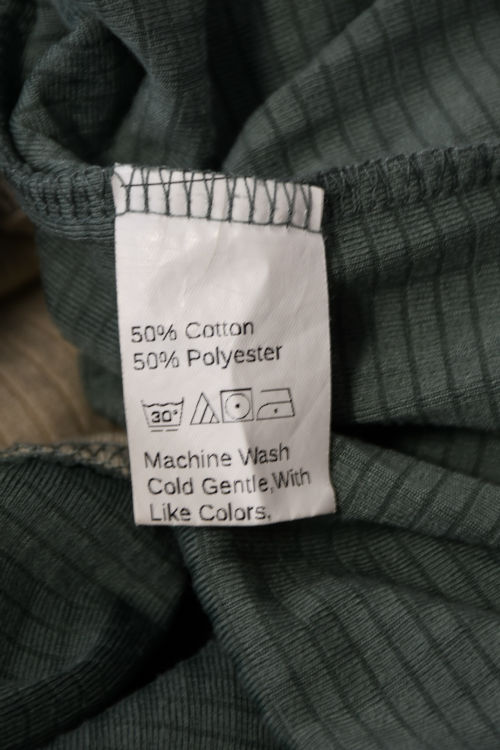 50% Cotton
50% Polyester
30°
Machine Wash
Cold Gentle,With
Like Colors,